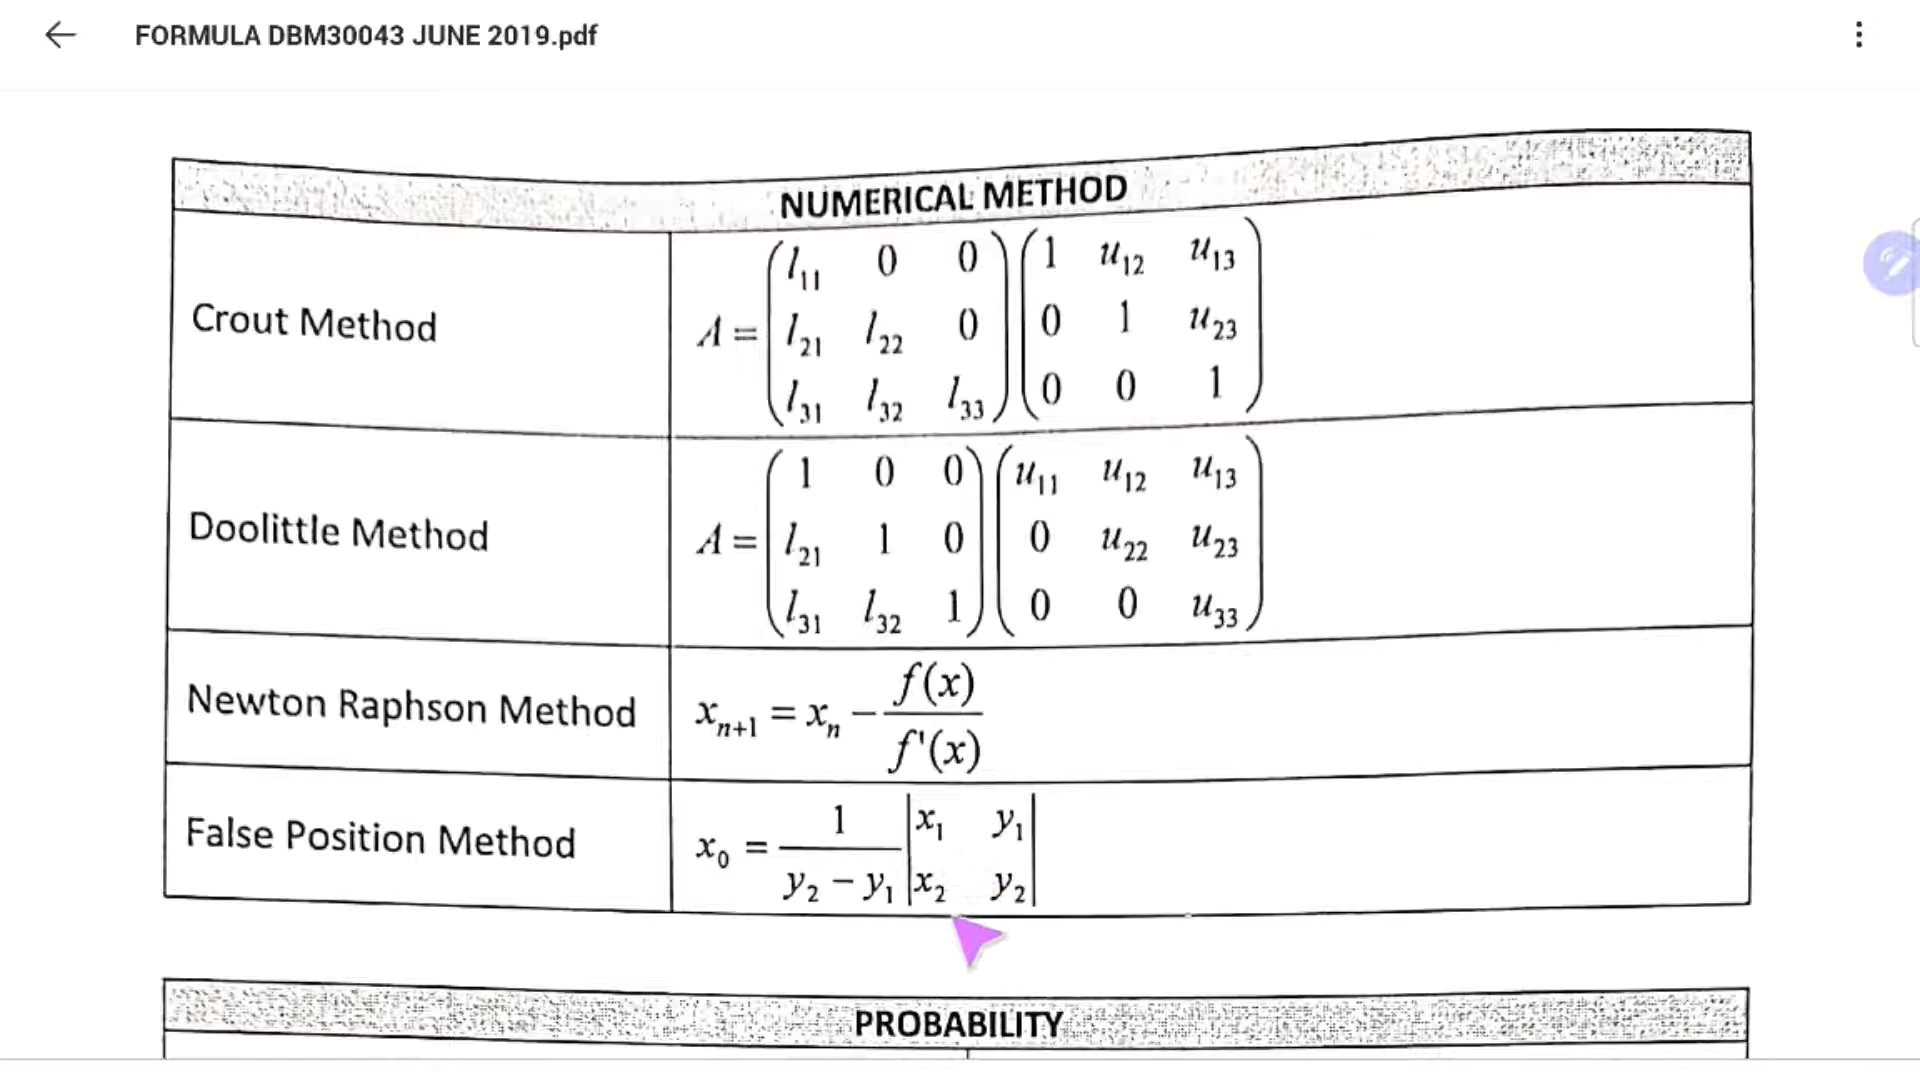 FORMULA DBM30043 JUNE 2019.pdf
NUMERICAL METHOD
Crout Method
A = (l₁₁ 0 0; l₂₁ l₂₂ 0; l₃₁ l₃₂ l₃₃) (1 u₁₂ u₁₃; 0 1 u₂₃; 0 0 1)
Doolittle Method
A = (1 0 0; l₂₁ 1 0; l₃₁ l₃₂ 1) (u₁₁ u₁₂ u₁₃; 0 u₂₂ u₂₃; 0 0 u₃₃)
Newton Raphson Method
xₙ₊₁ = xₙ − f(x) / f'(x)
False Position Method
x₀ = 1 / (y₂ − y₁) |x₁ y₁; x₂ y₂|
PROBABILITY